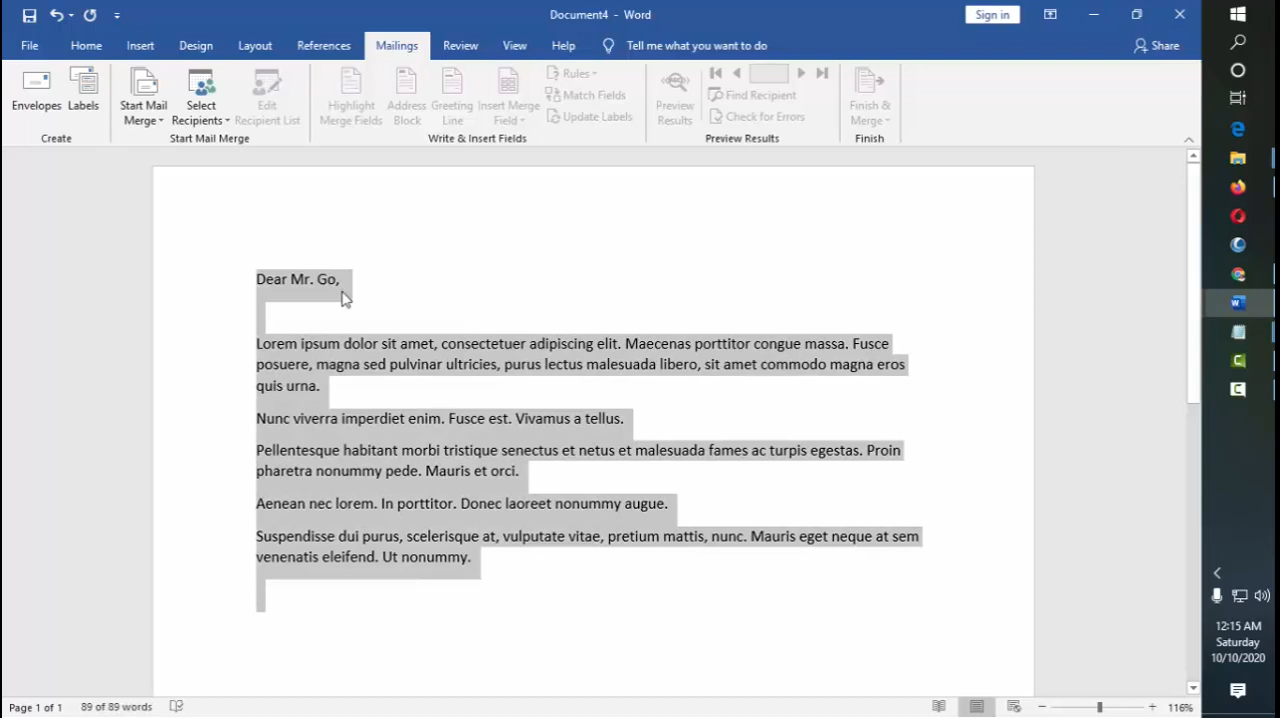 Document4 - Word
Sign in
File Home Insert Design Layout References Mailings Review View Help Tell me what you want to do Share
Envelopes Labels Start Mail Merge Select Recipients Edit Recipient List Highlight Merge Fields Address Block Greeting Line Insert Merge Field Rules Match Fields Update Labels Preview Results Find Recipient Check for Errors Finish & Merge
Create Start Mail Merge Write & Insert Fields Preview Results Finish
Dear Mr. Go,
Lorem ipsum dolor sit amet, consectetuer adipiscing elit. Maecenas porttitor congue massa. Fusce
posuere, magna sed pulvinar ultricies, purus lectus malesuada libero, sit amet commodo magna eros
quis urna.
Nunc viverra imperdiet enim. Fusce est. Vivamus a tellus.
Pellentesque habitant morbi tristique senectus et netus et malesuada fames ac turpis egestas. Proin
pharetra nonummy pede. Mauris et orci.
Aenean nec lorem. In porttitor. Donec laoreet nonummy augue.
Suspendisse dui purus, scelerisque at, vulputate vitae, pretium mattis, nunc. Mauris eget neque at sem
venenatis eleifend. Ut nonummy.
Page 1 of 1 89 of 89 words 116%
12:15 AM
Saturday
10/10/2020